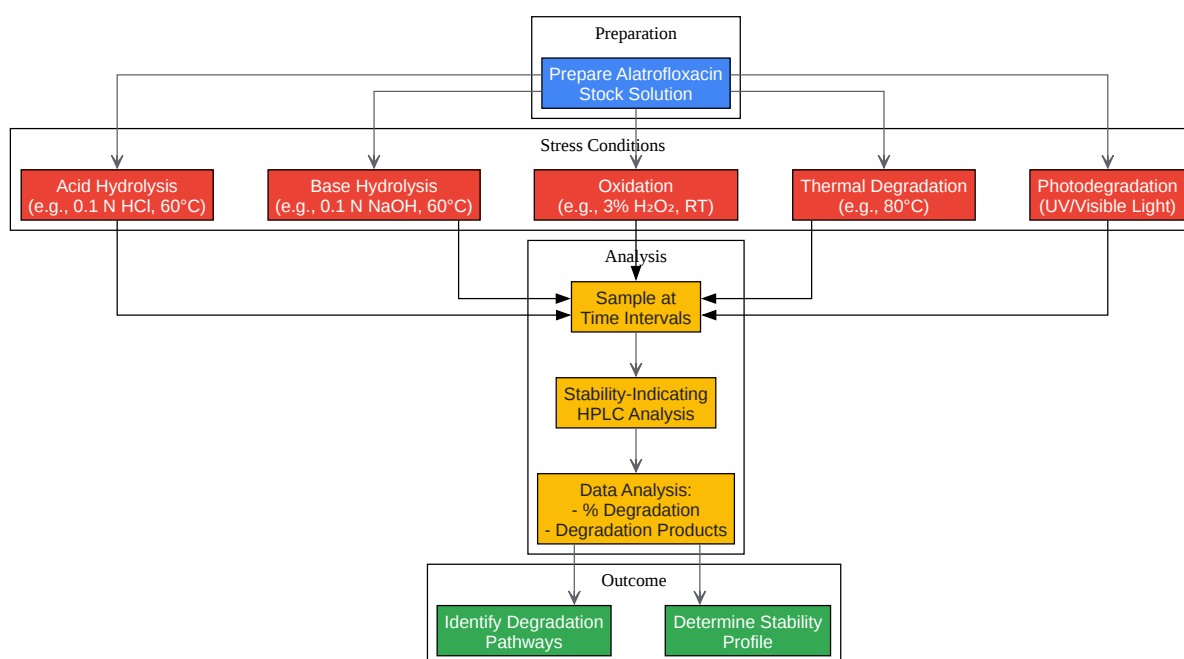 Preparation
Prepare Alatrofloxacin
Stock Solution
Stress Conditions
Acid Hydrolysis
(e.g., 0.1 N HCl, 60°C)
Base Hydrolysis
(e.g., 0.1 N NaOH, 60°C)
Oxidation
(e.g., 3% H₂O₂, RT)
Thermal Degradation
(e.g., 80°C)
Photodegradation
(UV/Visible Light)
Analysis
Sample at
Time Intervals
Stability-Indicating
HPLC Analysis
Data Analysis:
- % Degradation
- Degradation Products
Outcome
Identify Degradation
Pathways
Determine Stability
Profile